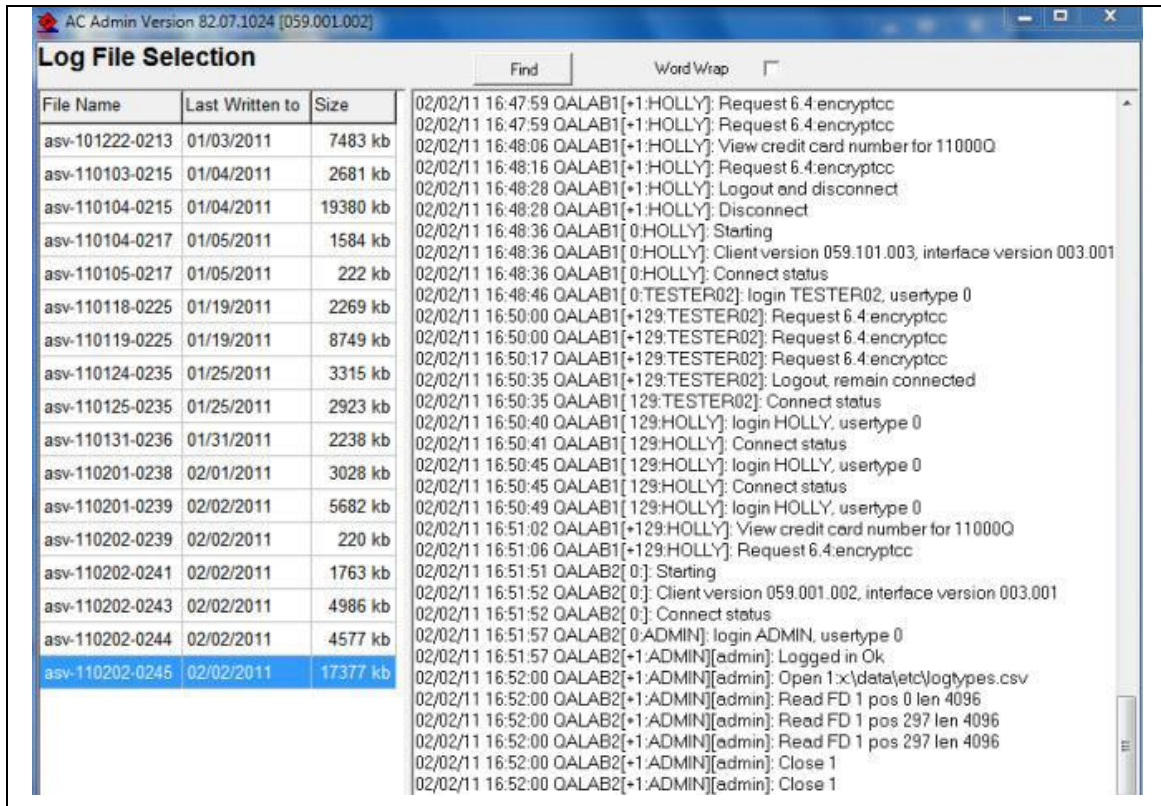 AC Admin Version 82.07.1024 [059.001.002]
Log File Selection
Find
Word Wrap
File Name Last Written to Size
asv-101222-0213 01/03/2011 7483 kb
asv-110103-0215 01/04/2011 2681 kb
asv-110104-0215 01/04/2011 19380 kb
asv-110104-0217 01/05/2011 1584 kb
asv-110105-0217 01/05/2011 222 kb
asv-110118-0225 01/19/2011 2269 kb
asv-110119-0225 01/19/2011 8749 kb
asv-110124-0235 01/25/2011 3315 kb
asv-110125-0235 01/25/2011 2923 kb
asv-110131-0236 01/31/2011 2238 kb
asv-110201-0238 02/01/2011 3028 kb
asv-110201-0239 02/02/2011 5682 kb
asv-110202-0239 02/02/2011 220 kb
asv-110202-0241 02/02/2011 1763 kb
asv-110202-0243 02/02/2011 4986 kb
asv-110202-0244 02/02/2011 4577 kb
asv-110202-0245 02/02/2011 17377 kb
02/02/11 16:47:59 QALAB1[+1:HOLLY]: Request 6.4:encryptcc
02/02/11 16:47:59 QALAB1[+1:HOLLY]: Request 6.4:encryptcc
02/02/11 16:48:06 QALAB1[+1:HOLLY]: View credit card number for 11000Q
02/02/11 16:48:16 QALAB1[+1:HOLLY]: Request 6.4:encryptcc
02/02/11 16:48:28 QALAB1[+1:HOLLY]: Logout and disconnect
02/02/11 16:48:28 QALAB1[+1:HOLLY]: Disconnect
02/02/11 16:48:36 QALAB1[ 0:HOLLY]: Starting
02/02/11 16:48:36 QALAB1[ 0:HOLLY]: Client version 059.101.003, interface version 003.001
02/02/11 16:48:36 QALAB1[ 0:HOLLY]: Connect status
02/02/11 16:48:46 QALAB1[ 0:TESTER02]: login TESTER02, usertype 0
02/02/11 16:50:00 QALAB1[+129:TESTER02]: Request 6.4:encryptcc
02/02/11 16:50:00 QALAB1[+129:TESTER02]: Request 6.4:encryptcc
02/02/11 16:50:17 QALAB1[+129:TESTER02]: Request 6.4:encryptcc
02/02/11 16:50:35 QALAB1[+129:TESTER02]: Logout, remain connected
02/02/11 16:50:35 QALAB1[ 129:TESTER02]: Connect status
02/02/11 16:50:40 QALAB1[ 129:HOLLY]: login HOLLY, usertype 0
02/02/11 16:50:41 QALAB1[ 129:HOLLY]: Connect status
02/02/11 16:50:45 QALAB1[ 129:HOLLY]: login HOLLY, usertype 0
02/02/11 16:50:45 QALAB1[ 129:HOLLY]: Connect status
02/02/11 16:50:49 QALAB1[ 129:HOLLY]: login HOLLY, usertype 0
02/02/11 16:51:02 QALAB1[+129:HOLLY]: View credit card number for 11000Q
02/02/11 16:51:06 QALAB1[+129:HOLLY]: Request 6.4:encryptcc
02/02/11 16:51:51 QALAB2[ 0:]: Starting
02/02/11 16:51:52 QALAB2[ 0:]: Client version 059.001.002, interface version 003.001
02/02/11 16:51:52 QALAB2[ 0:]: Connect status
02/02/11 16:51:57 QALAB2[ 0:ADMIN]: login ADMIN, usertype 0
02/02/11 16:51:57 QALAB2[+1:ADMIN][admin]: Logged in Ok
02/02/11 16:52:00 QALAB2[+1:ADMIN][admin]: Open 1:x:\data\etc\logtypes.csv
02/02/11 16:52:00 QALAB2[+1:ADMIN][admin]: Read FD 1 pos 0 len 4096
02/02/11 16:52:00 QALAB2[+1:ADMIN][admin]: Read FD 1 pos 297 len 4096
02/02/11 16:52:00 QALAB2[+1:ADMIN][admin]: Read FD 1 pos 297 len 4096
02/02/11 16:52:00 QALAB2[+1:ADMIN][admin]: Close 1
02/02/11 16:52:00 QALAB2[+1:ADMIN][admin]: Close 1